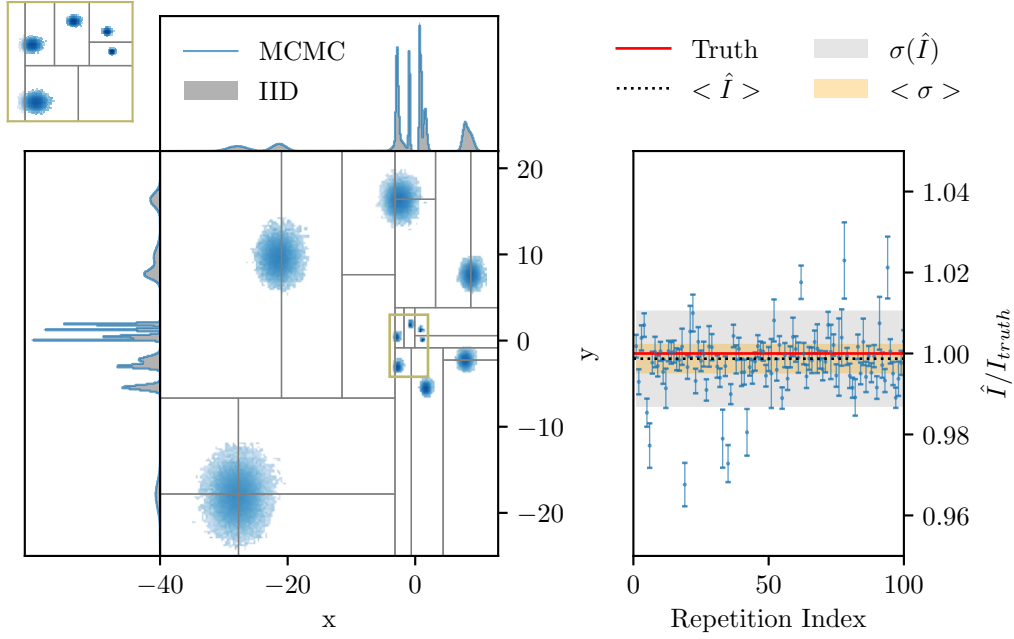 MCMC
IID
Truth
< Î >
σ(Î)
< σ >
20
10
0
−10
−20
y
−40
−20
0
x
1.04
1.02
1.00
0.98
0.96
Î/I_truth
0
50
100
Repetition Index